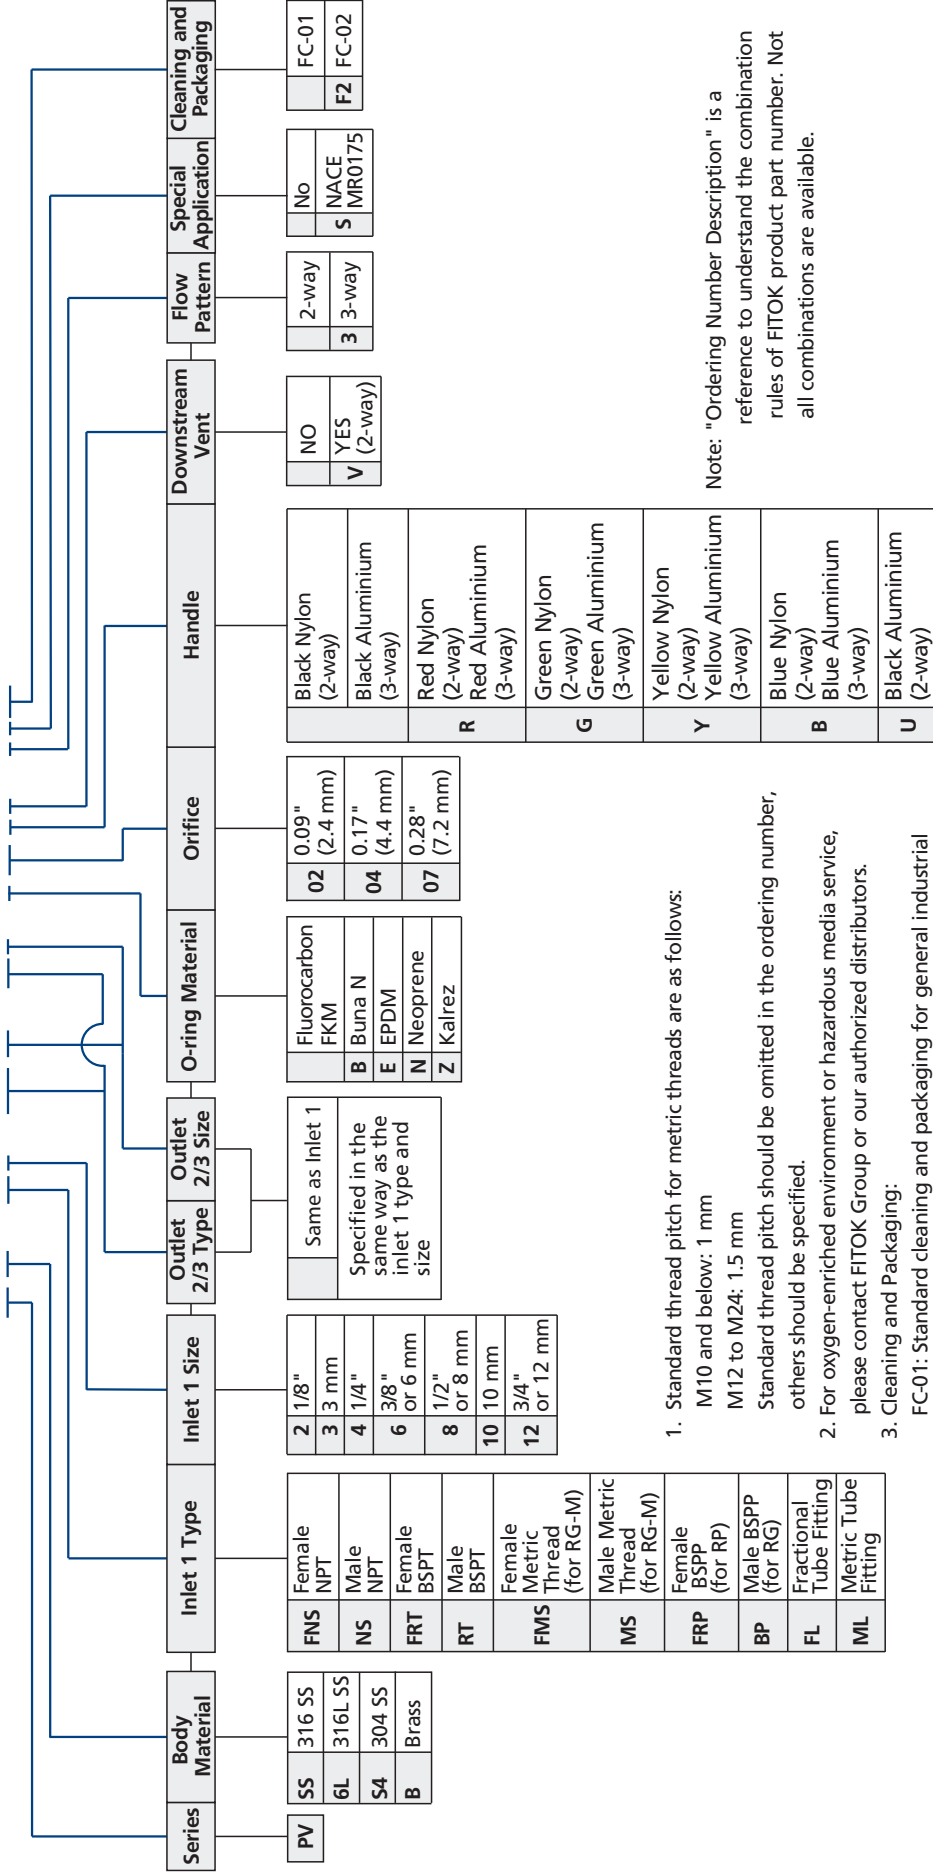 Series
Body
Material
Inlet 1 Type
Inlet 1 Size
Outlet
2/3 Type
Outlet
2/3 Size
O-ring Material
Orifice
Handle
Downstream
Vent
Flow
Pattern
Special
Application
Cleaning and
Packaging
PV
SS 316 SS
6L 316L SS
S4 304 SS
B Brass
FNS Female
NPT
NS Male
NPT
FRT Female
BSPT
RT Male
BSPT
FMS Female
Metric
Thread
(for RG-M)
MS Male Metric
Thread
(for RG-M)
FRP Female
BSPP
(for RP)
BP Male BSPP
(for RG)
FL Fractional
Tube Fitting
ML Metric Tube
Fitting
2 1/8"
3 3 mm
4 1/4"
6 3/8"
or 6 mm
8 1/2"
or 8 mm
10 10 mm
12 3/4"
or 12 mm
Same as Inlet 1
Specified in the
same way as the
inlet 1 type and
size
Fluorocarbon
FKM
B Buna N
E EPDM
N Neoprene
Z Kalrez
02 0.09"
(2.4 mm)
04 0.17"
(4.4 mm)
07 0.28"
(7.2 mm)
Black Nylon
(2-way)
Black Aluminium
(3-way)
R Red Nylon
(2-way)
Red Aluminium
(3-way)
G Green Nylon
(2-way)
Green Aluminium
(3-way)
Y Yellow Nylon
(2-way)
Yellow Aluminium
(3-way)
B Blue Nylon
(2-way)
Blue Aluminium
(3-way)
U Black Aluminium
(2-way)
NO
V YES
(2-way)
2-way
3 3-way
No
S NACE
MR0175
FC-01
F2 FC-02
1. Standard thread pitch for metric threads are as follows:
M10 and below: 1 mm
M12 to M24: 1.5 mm
Standard thread pitch should be omitted in the ordering number,
others should be specified.
2. For oxygen-enriched environment or hazardous media service,
please contact FITOK Group or our authorized distributors.
3. Cleaning and Packaging:
FC-01: Standard cleaning and packaging for general industrial
Note: "Ordering Number Description" is a
reference to understand the combination
rules of FITOK product part number. Not
all combinations are available.